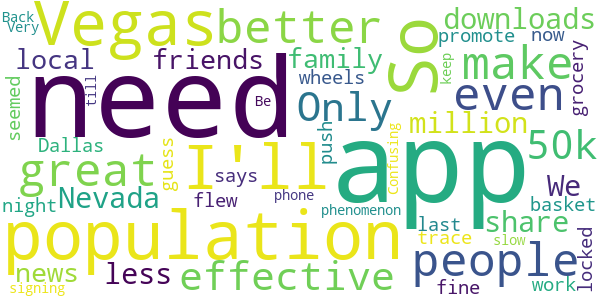 Back
Very
Vegas
better
So
downloads
promote
now
local
friends
family
make
grocery
wheels
keep
seemed
till
need
Be
Only
even
million
push
50k
Dallas
guess
great
I'll
app
Confusing
says
We
Nevada
night
flew
phone
basket
phenomenon
share
last
population
trace
slow
people
locked
news
less
effective
fine
work
signing